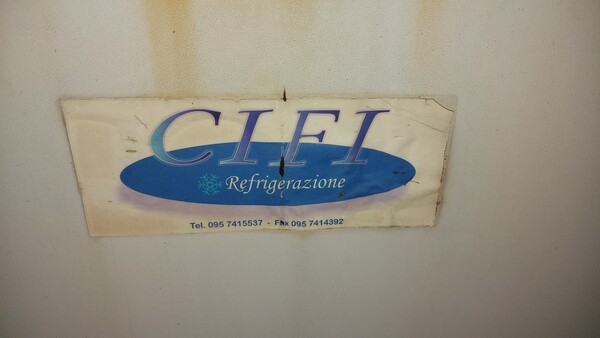 CIFI
Refrigerazione
Tel. 095 7415537 - Fax 095 7414392